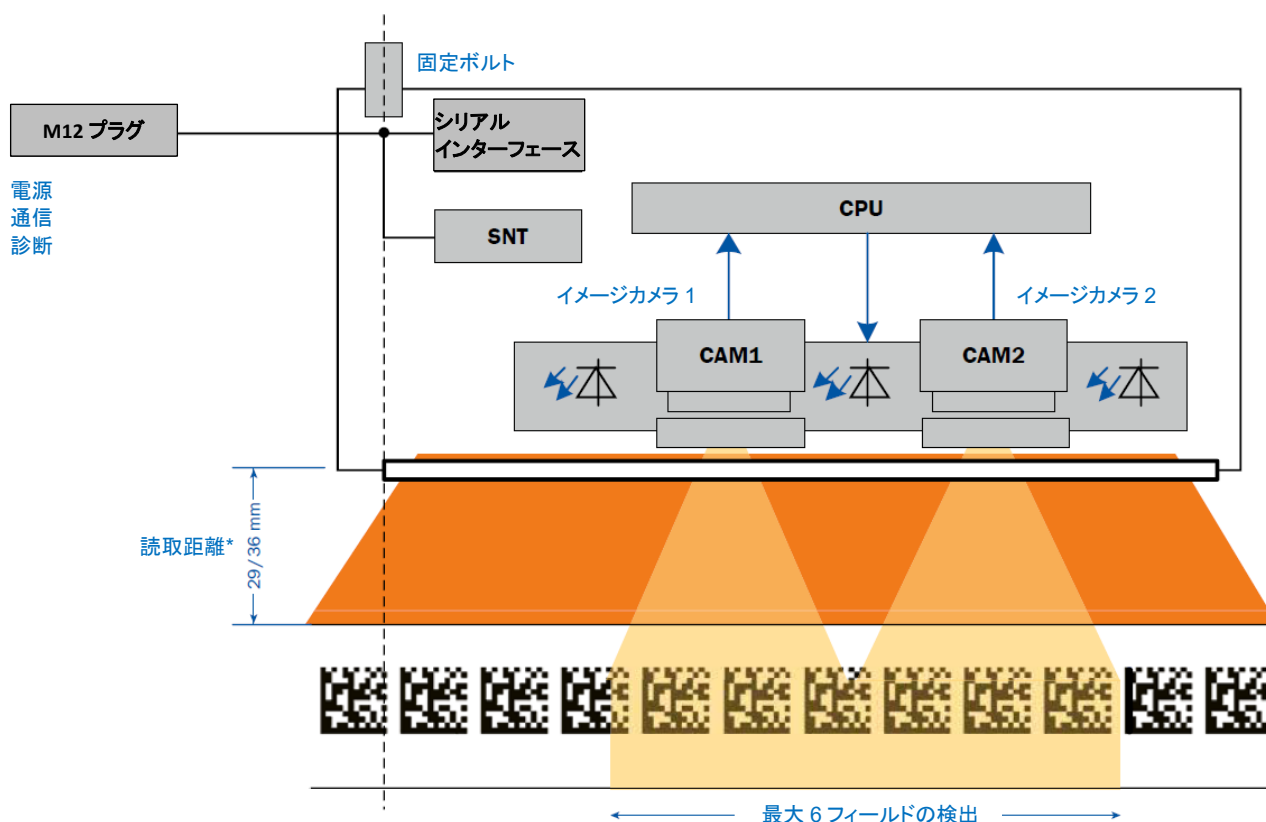 固定ボルト
M12 プラグ
シリアル
インターフェース
電源
通信
診断
SNT
CPU
イメージカメラ 1
イメージカメラ 2
CAM1
CAM2
読取距離*
29/36 mm
最大 6 フィールドの検出